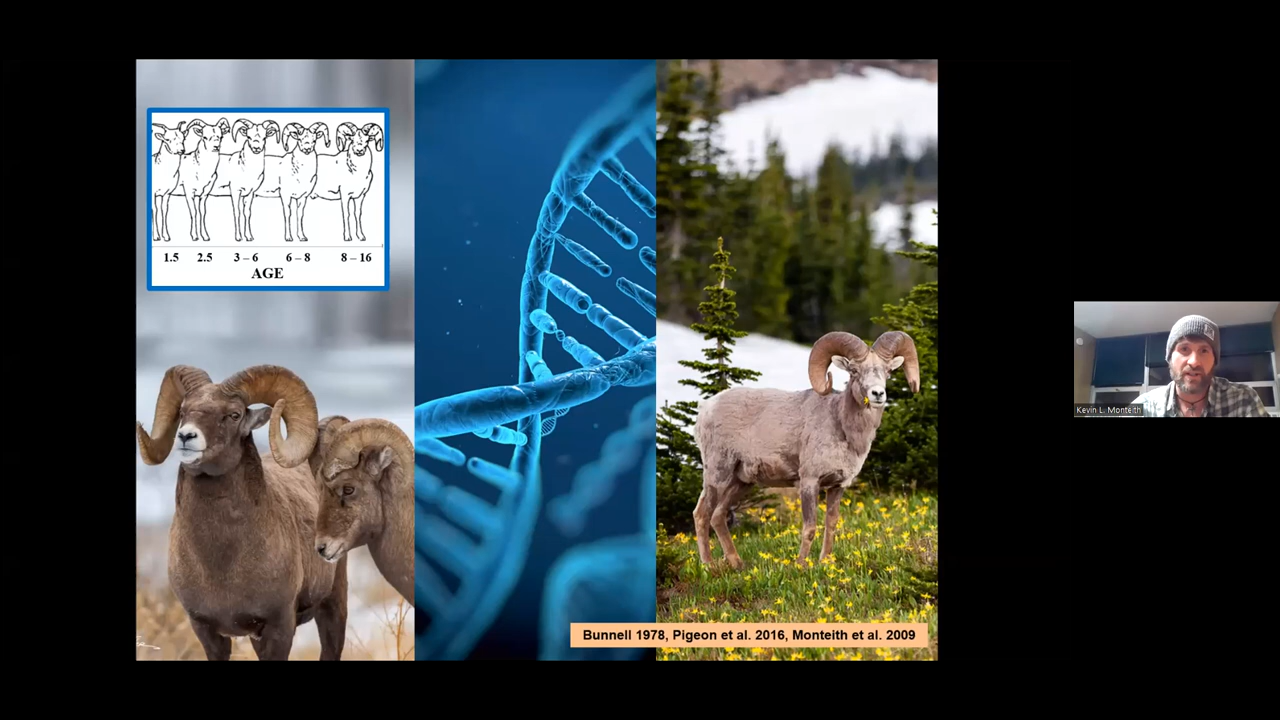 1.5 2.5 3 – 6 6 – 8 8 – 16
AGE
Bunnell 1978, Pigeon et al. 2016, Monteith et al. 2009
Kevin L. Monteith